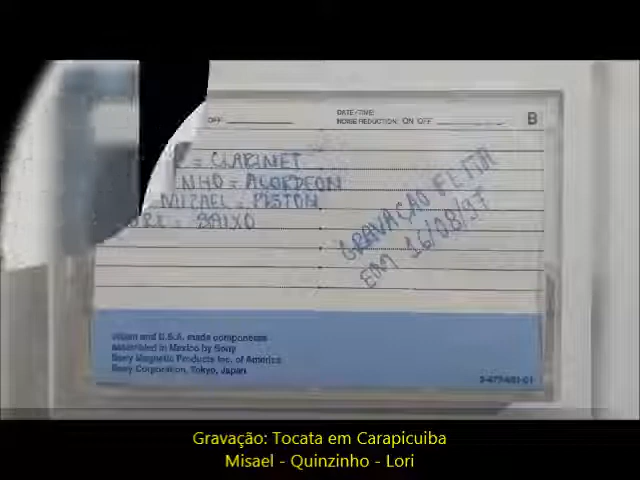 OFF:
DATE/TIME:
NOISE REDUCTION: ON OFF
B
= CLARINET
NHO = ACORDEON
MIZAEL = PISTON
= BAIXO
GRAVAÇÃO FEITA
EM 16/08/97
Japan and U.S.A. made components
Assembled in Mexico by Sony
Sony Magnetic Products Inc. of America
Sony Corporation, Tokyo, Japan
Gravação: Tocata em Carapicuiba
Misael - Quinzinho - Lori